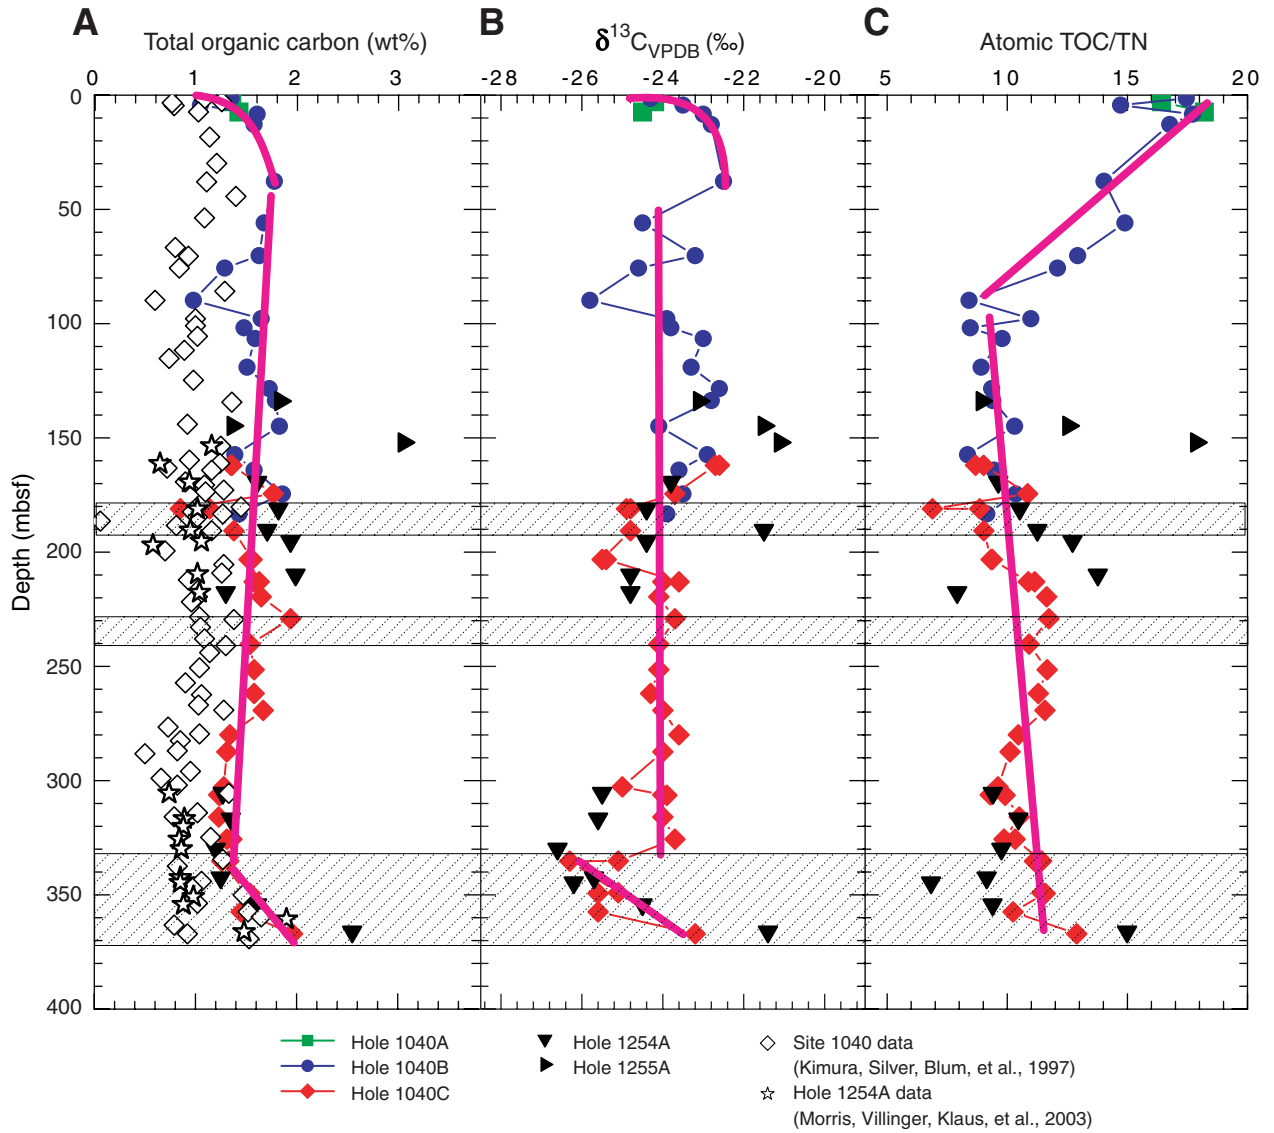 A B C
Total organic carbon (wt%) δ13CVPDB (‰) Atomic TOC/TN
0 1 2 3 -28 -26 -24 -22 -20 5 10 15 20
0
50
100
150
200
250
300
350
400
Depth (mbsf)
Hole 1040A Hole 1254A Site 1040 data
Hole 1040B Hole 1255A (Kimura, Silver, Blum, et al., 1997)
Hole 1040C Hole 1254A data
(Morris, Villinger, Klaus, et al., 2003)